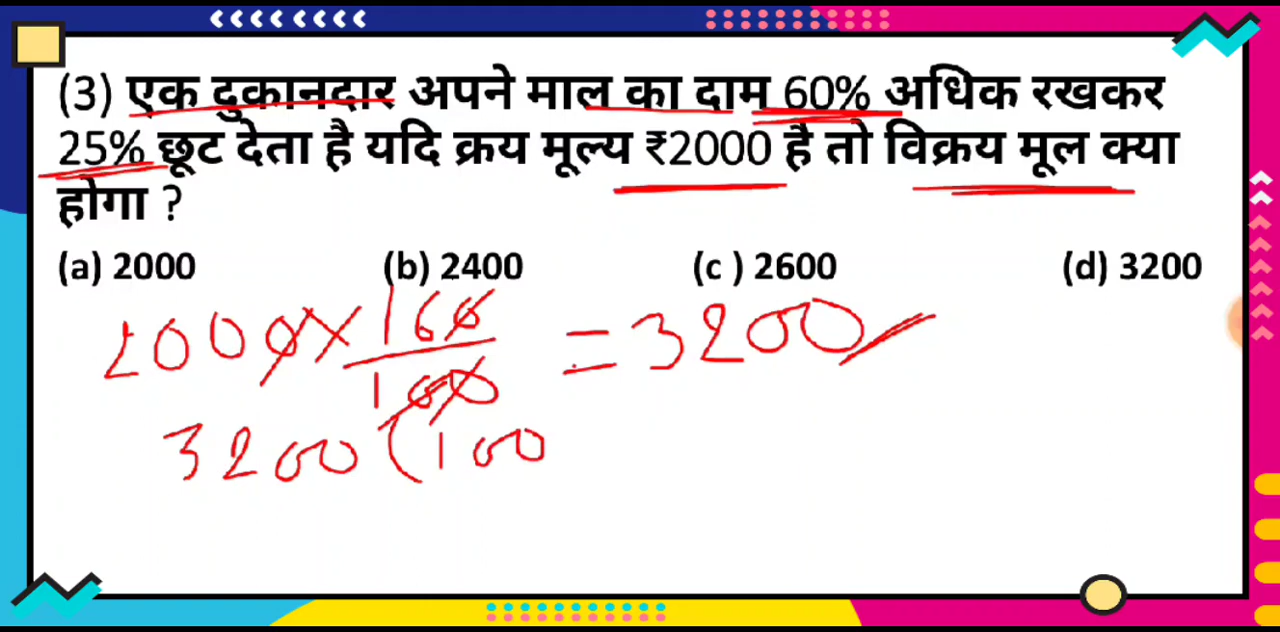 (3) एक दुकानदार अपने माल का दाम 60% अधिक रखकर
25% छूट देता है यदि क्रय मूल्य ₹2000 है तो विक्रय मूल क्या
होगा ?
(a) 2000 (b) 2400 (c ) 2600 (d) 3200
2000 × 160/100 = 3200
3200 (100